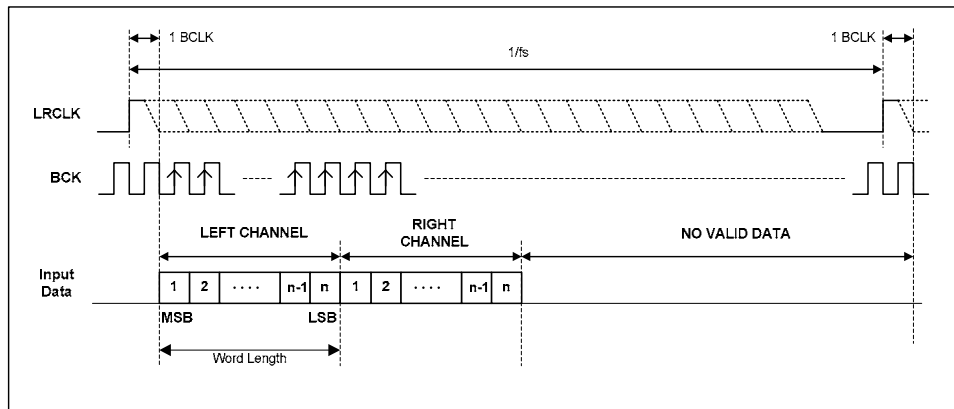 1 BCLK
1 BCLK
1/fs
LRCLK
BCK
LEFT CHANNEL
RIGHT CHANNEL
NO VALID DATA
Input Data
1 2 .... n-1 n 1 2 .... n-1 n
MSB
LSB
Word Length